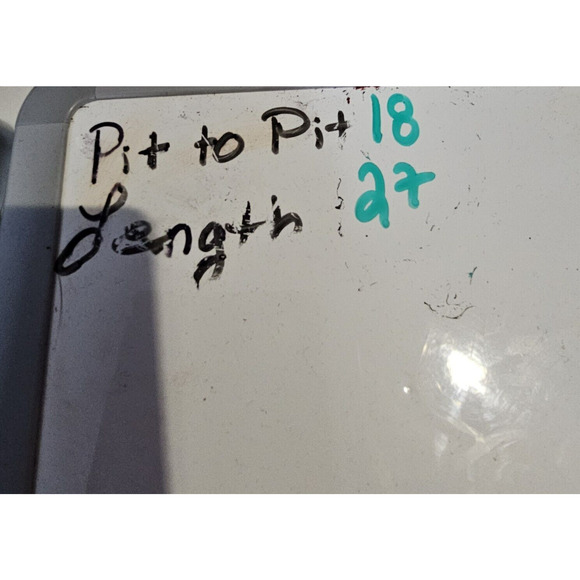 Pit to Pit 18
Length : 27